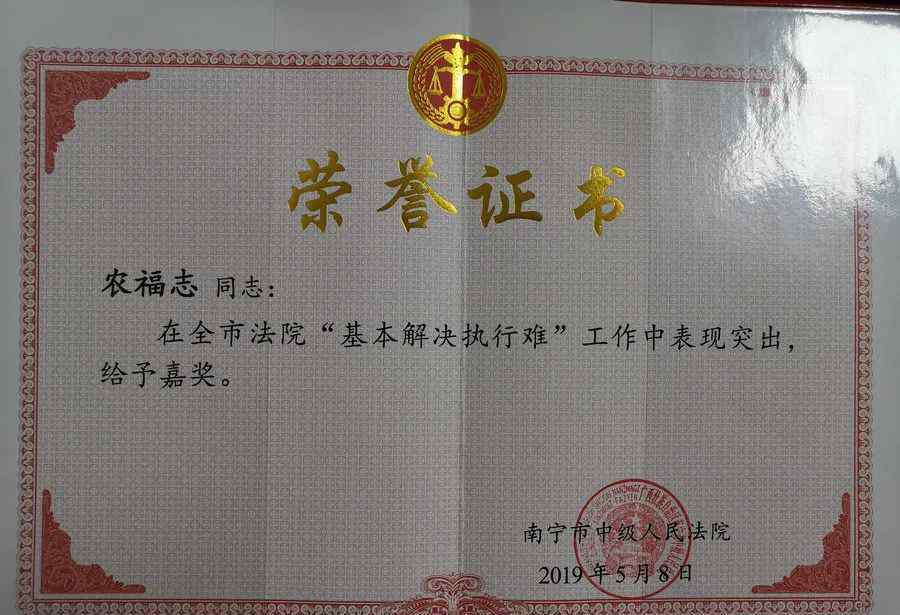 荣誉证书
农福志 同志：
在全市法院“基本解决执行难”工作中表现突出，
给予嘉奖。
南宁市中级人民法院
2019年5月8日